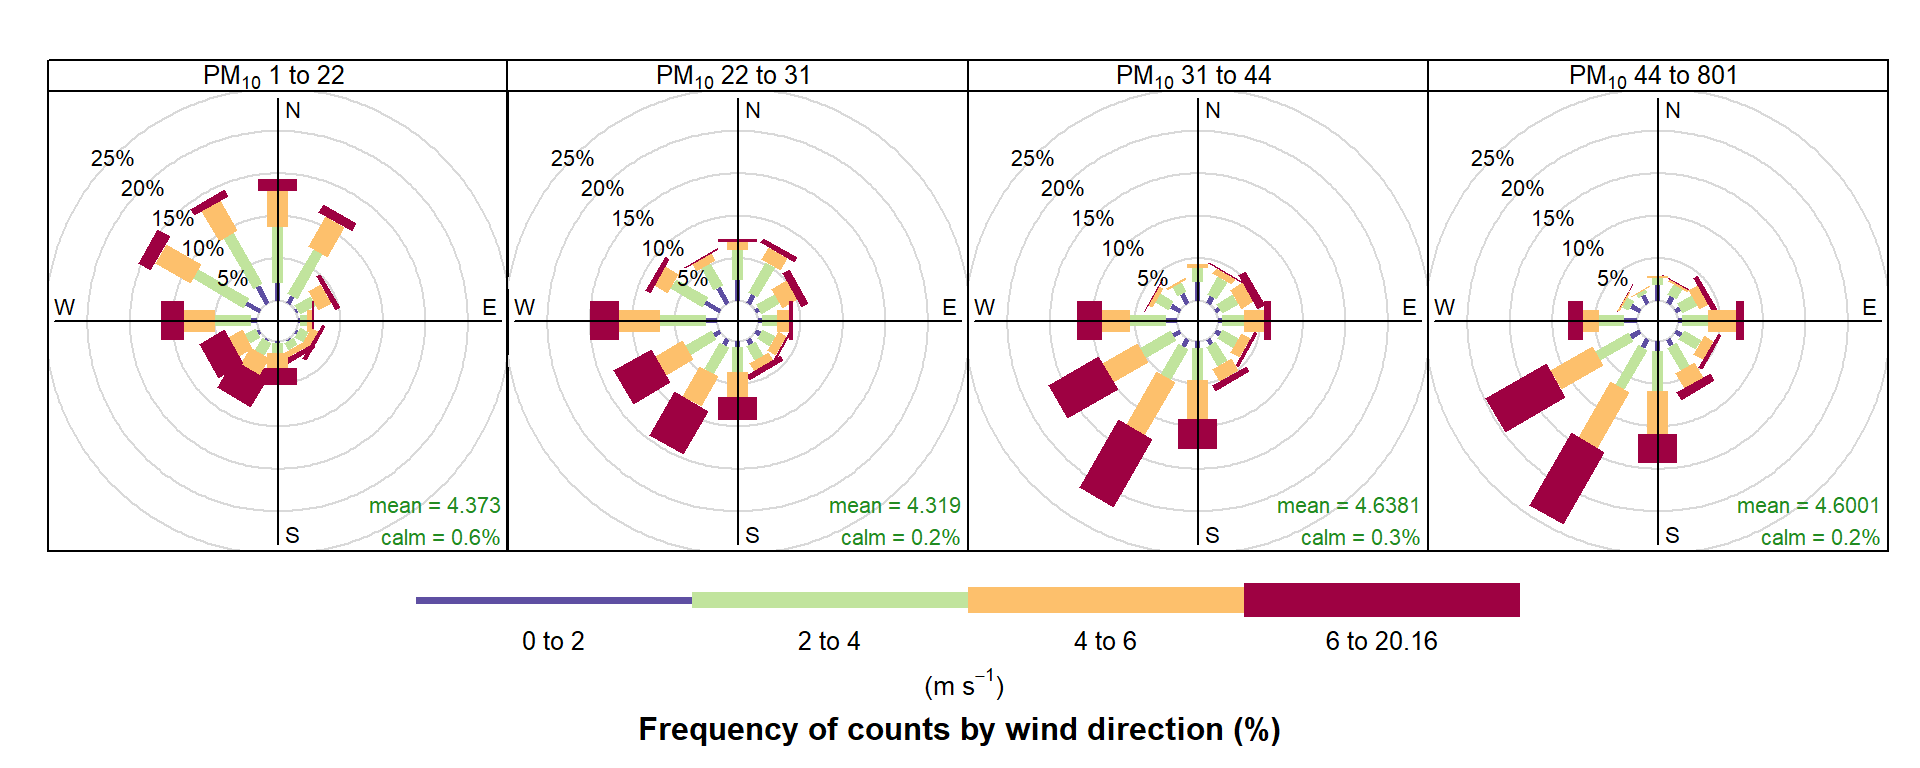 PM10 1 to 22
PM10 22 to 31
PM10 31 to 44
PM10 44 to 801
N
25%
20%
15%
10%
5%
W
E
mean = 4.373
S
calm = 0.6%
N
25%
20%
15%
10%
5%
W
E
mean = 4.319
S
calm = 0.2%
N
25%
20%
15%
10%
5%
W
E
mean = 4.6381
S
calm = 0.3%
N
25%
20%
15%
10%
5%
W
E
mean = 4.6001
S
calm = 0.2%
0 to 2
2 to 4
4 to 6
6 to 20.16
(m s−1)
Frequency of counts by wind direction (%)